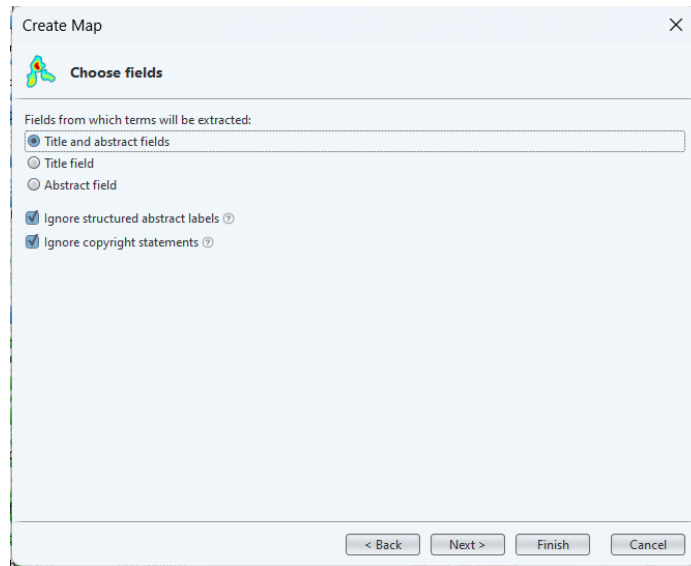 Create Map
Choose fields
Fields from which terms will be extracted:
Title and abstract fields
Title field
Abstract field
Ignore structured abstract labels ?
Ignore copyright statements ?
< Back Next > Finish Cancel